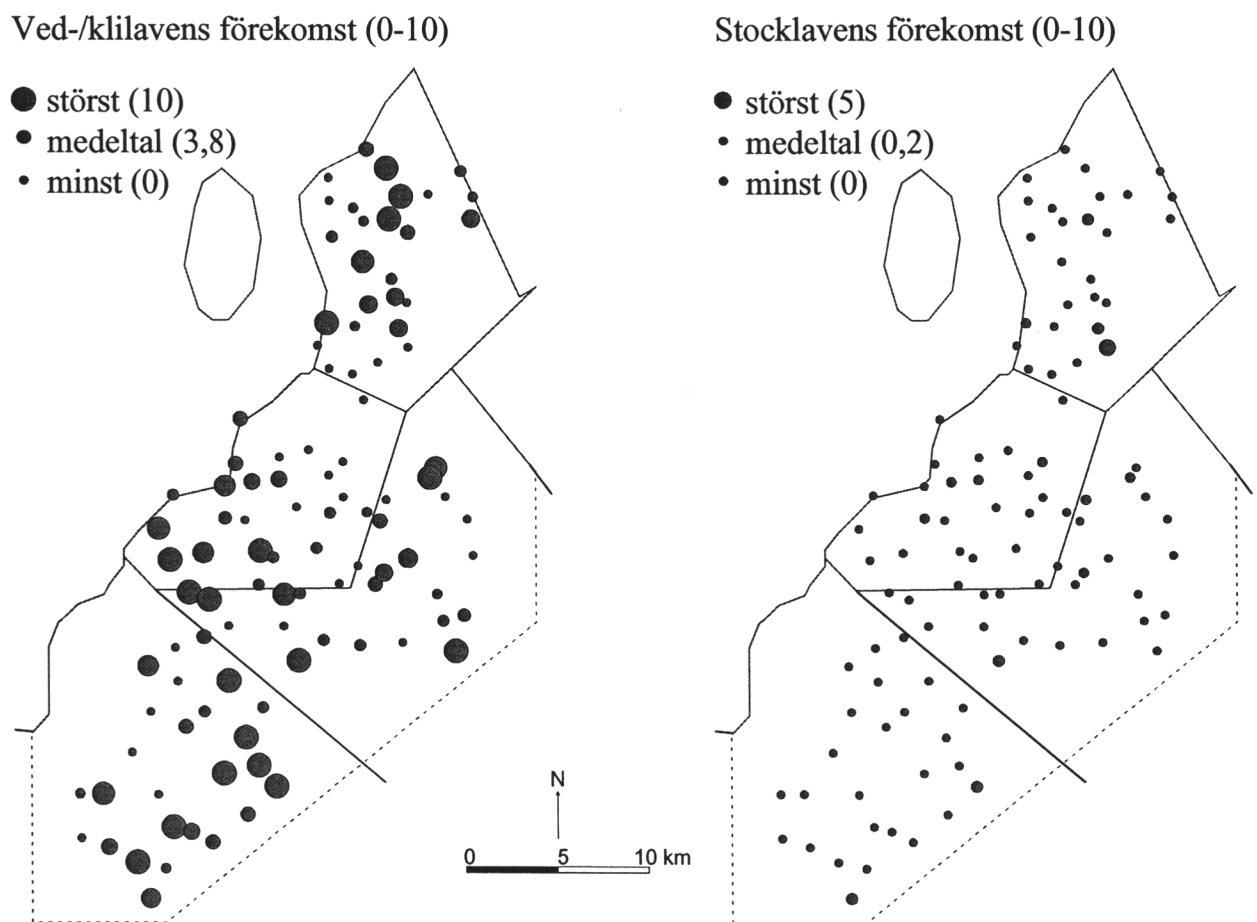 Ved-/klilavens förekomst (0-10)
störst (10)
medeltal (3,8)
minst (0)
Stocklavens förekomst (0-10)
störst (5)
medeltal (0,2)
minst (0)
N
0 5 10 km